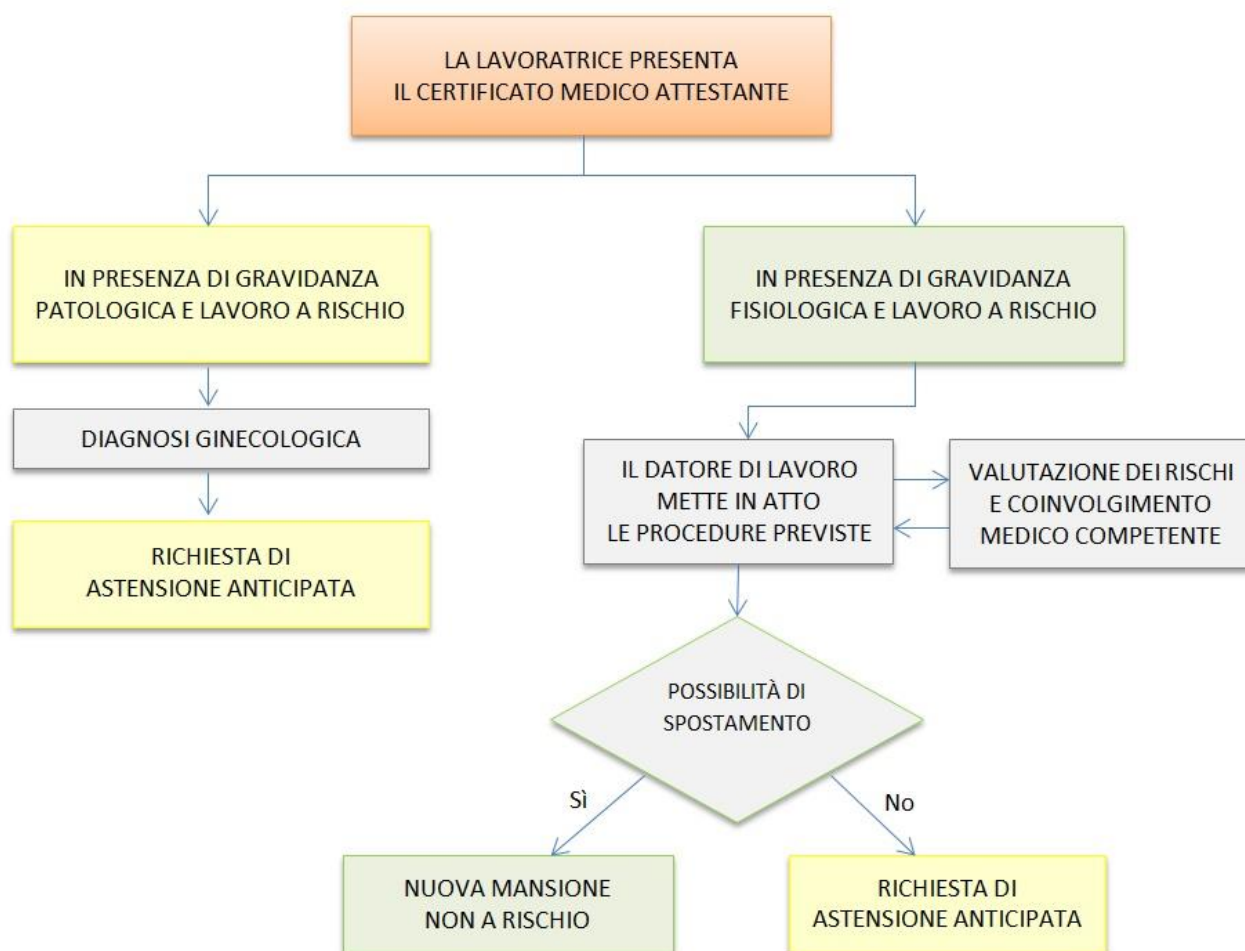 LA LAVORATRICE PRESENTA
IL CERTIFICATO MEDICO ATTESTANTE
IN PRESENZA DI GRAVIDANZA
PATOLOGICA E LAVORO A RISCHIO
IN PRESENZA DI GRAVIDANZA
FISIOLOGICA E LAVORO A RISCHIO
DIAGNOSI GINECOLOGICA
IL DATORE DI LAVORO
METTE IN ATTO
LE PROCEDURE PREVISTE
VALUTAZIONE DEI RISCHI
E COINVOLGIMENTO
MEDICO COMPETENTE
RICHIESTA DI
ASTENSIONE ANTICIPATA
POSSIBILITÀ DI
SPOSTAMENTO
Sì
No
NUOVA MANSIONE
NON A RISCHIO
RICHIESTA DI
ASTENSIONE ANTICIPATA